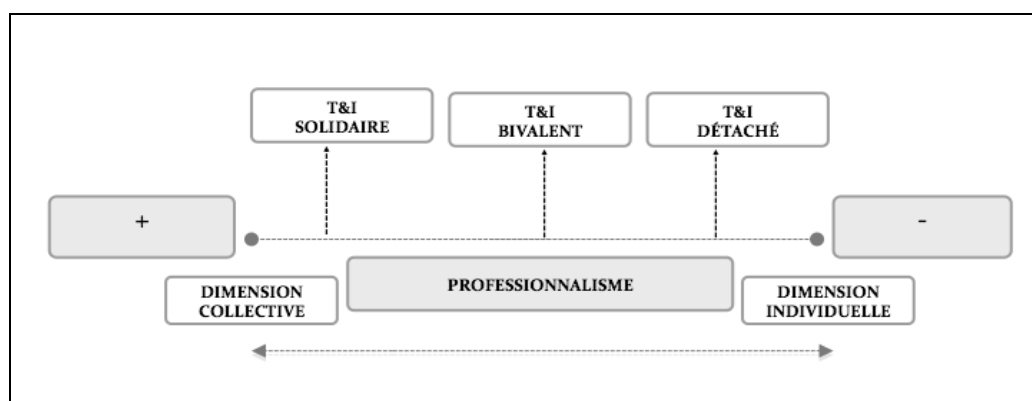 T&I
SOLIDAIRE
T&I
BIVALENT
T&I
DÉTACHÉ
+
-
PROFESSIONNALISME
DIMENSION
COLLECTIVE
DIMENSION
INDIVIDUELLE